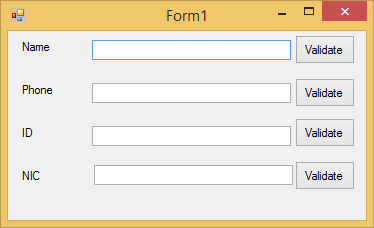 Form1
Name Validate
Phone Validate
ID Validate
NIC Validate